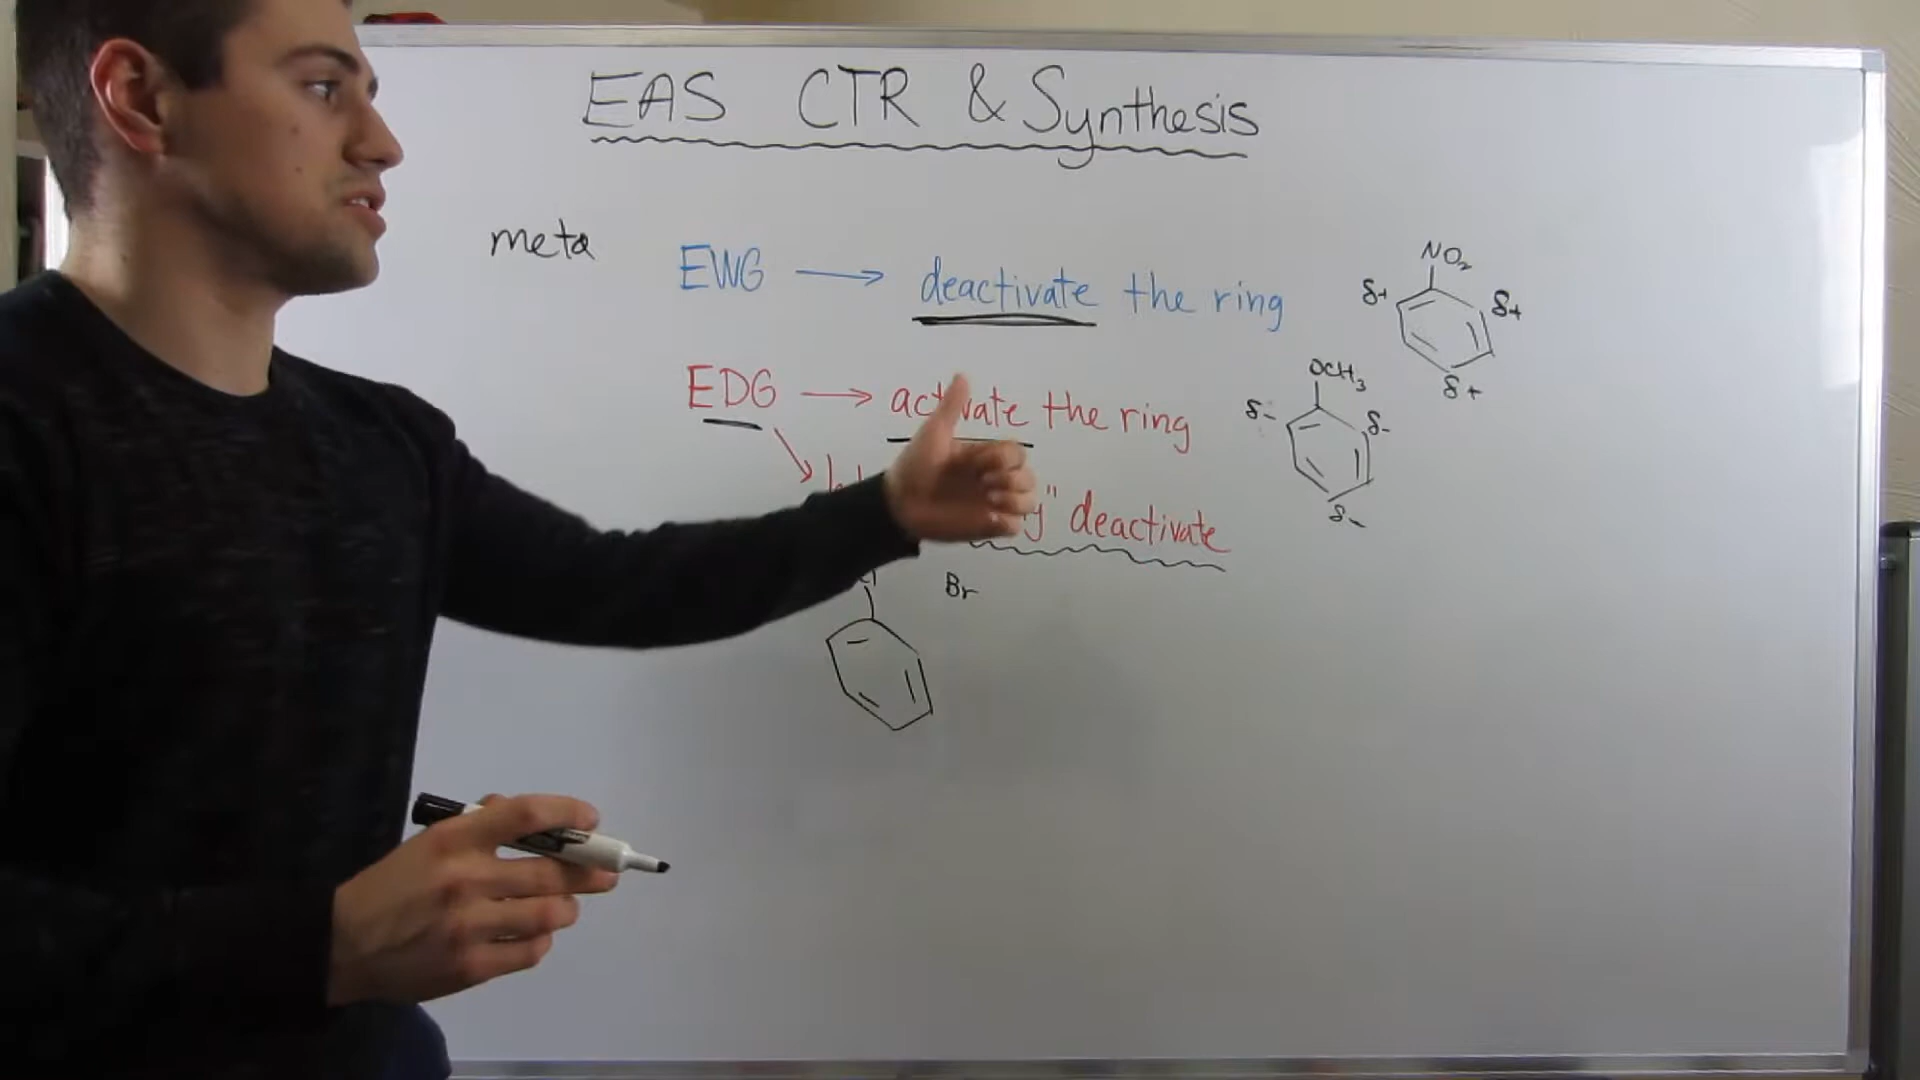 EAS CTR & Synthesis
meta
EWG → deactivate the ring
NO2
δ+ δ+
δ+
EDG → activate the ring
OCH3
δ- δ-
δ-
" deactivate
Br